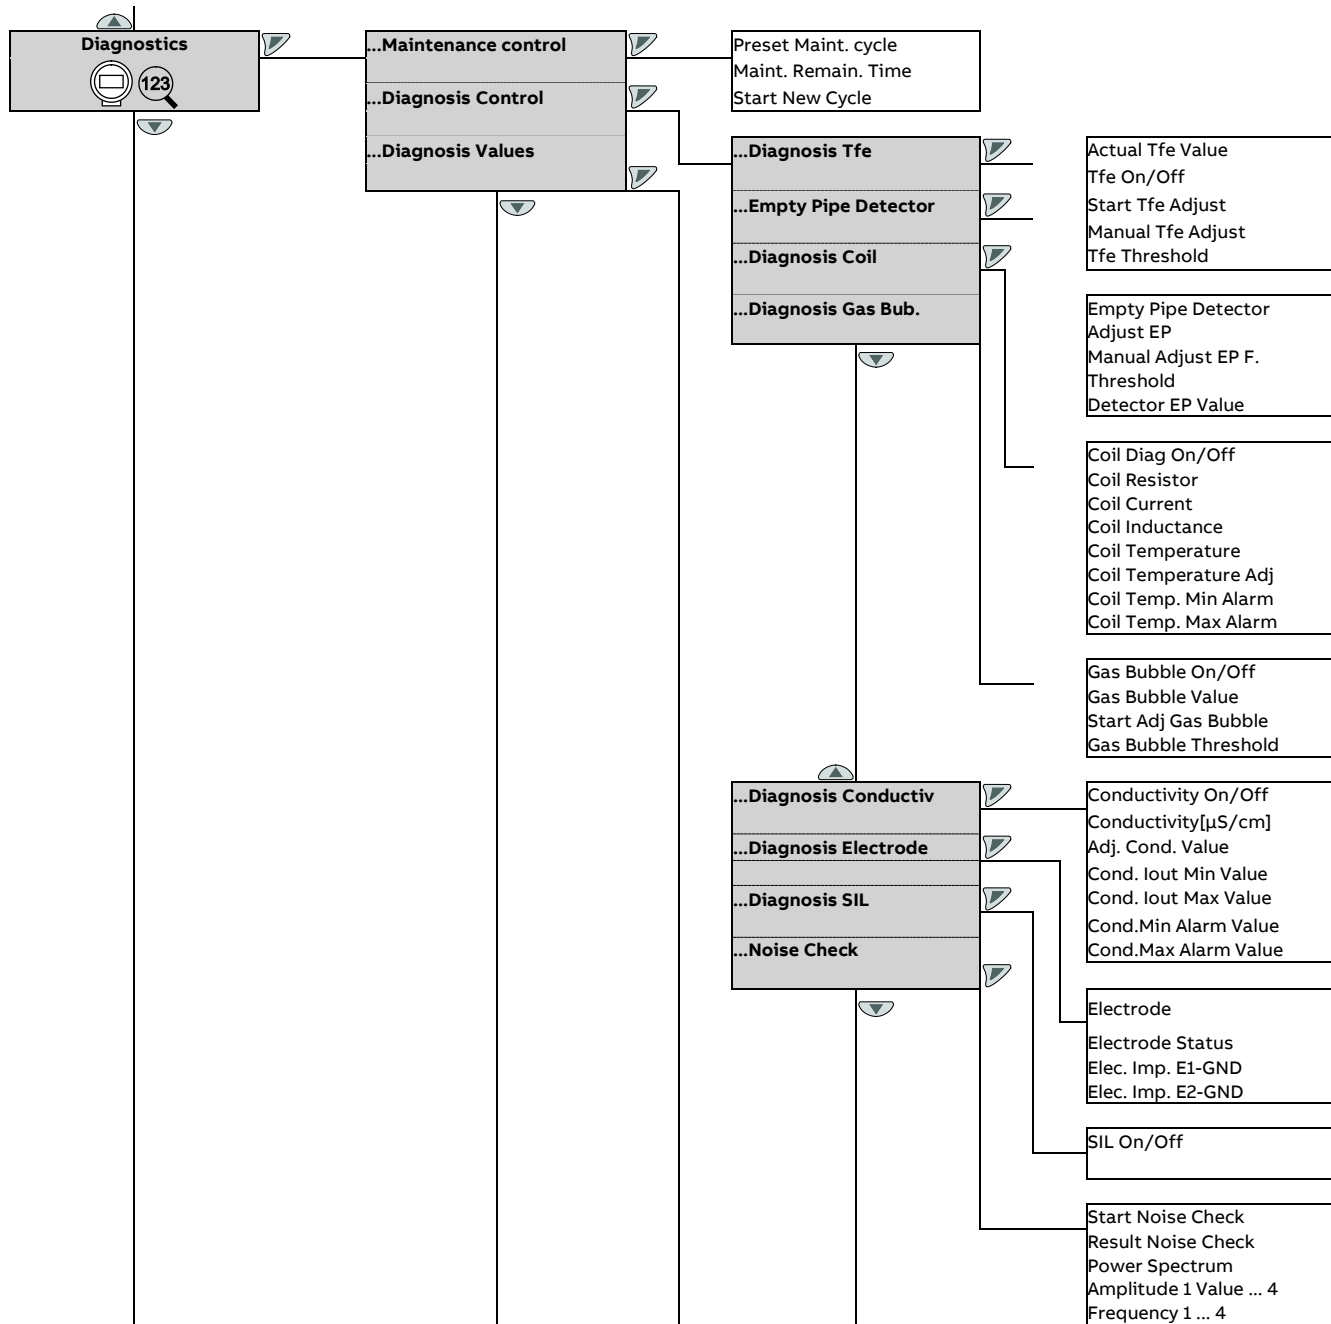 Diagnostics
123
...Maintenance control
...Diagnosis Control
...Diagnosis Values
Preset Maint. cycle
Maint. Remain. Time
Start New Cycle
...Diagnosis Tfe
...Empty Pipe Detector
...Diagnosis Coil
...Diagnosis Gas Bub.
Actual Tfe Value
Tfe On/Off
Start Tfe Adjust
Manual Tfe Adjust
Tfe Threshold
Empty Pipe Detector
Adjust EP
Manual Adjust EP F.
Threshold
Detector EP Value
Coil Diag On/Off
Coil Resistor
Coil Current
Coil Inductance
Coil Temperature
Coil Temperature Adj
Coil Temp. Min Alarm
Coil Temp. Max Alarm
Gas Bubble On/Off
Gas Bubble Value
Start Adj Gas Bubble
Gas Bubble Threshold
...Diagnosis Conductiv
...Diagnosis Electrode
...Diagnosis SIL
...Noise Check
Conductivity On/Off
Conductivity[µS/cm]
Adj. Cond. Value
Cond. Iout Min Value
Cond. Iout Max Value
Cond.Min Alarm Value
Cond.Max Alarm Value
Electrode
Electrode Status
Elec. Imp. E1-GND
Elec. Imp. E2-GND
SIL On/Off
Start Noise Check
Result Noise Check
Power Spectrum
Amplitude 1 Value ... 4
Frequency 1 ... 4